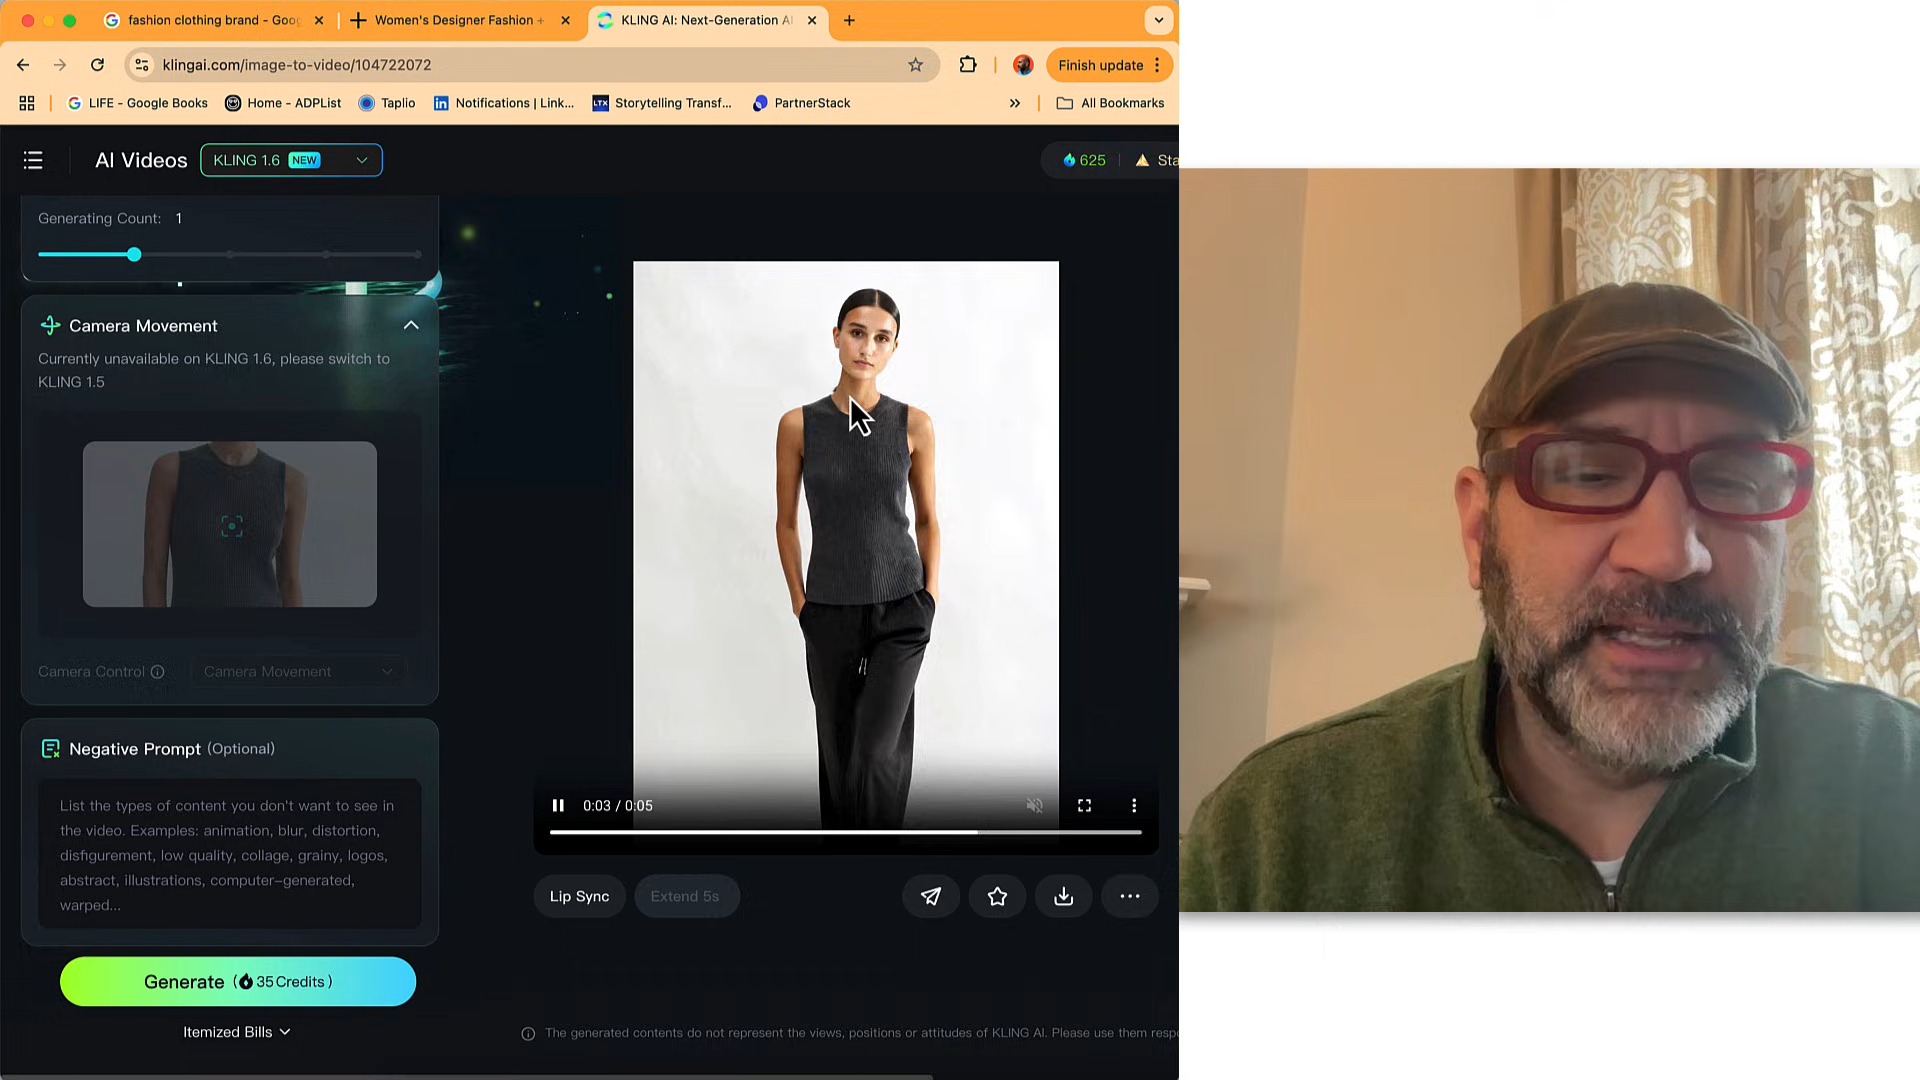 fashion clothing brand - Goo
Women's Designer Fashion +
KLING AI: Next-Generation AI
klingai.com/image-to-video/104722072
Finish update
LIFE - Google Books
Home - ADPList
Taplio
Notifications | Link...
LTX
Storytelling Transf...
PartnerStack
All Bookmarks
AI Videos
KLING 1.6 NEW
625
Sta
Generating Count: 1
Camera Movement
Currently unavailable on KLING 1.6, please switch to
KLING 1.5
Camera Control
Camera Movement
Negative Prompt (Optional)
List the types of content you don't want to see in
the video. Examples: animation, blur, distortion,
disfigurement, low quality, collage, grainy, logos,
abstract, illustrations, computer-generated,
warped...
Generate ( 35 Credits )
Itemized Bills
0:03 / 0:05
Lip Sync
Extend 5s
The generated contents do not represent the views, positions or attitudes of KLING AI. Please use them resp